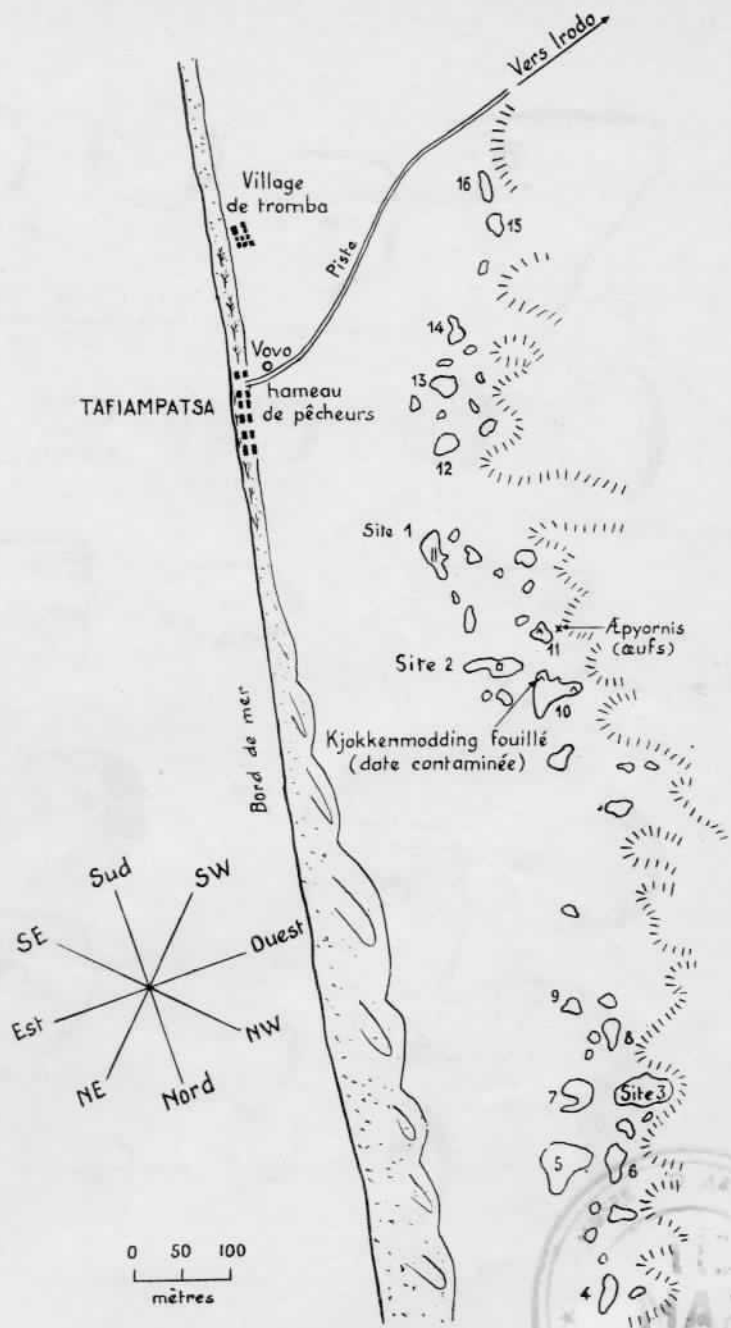 Vers Irodo
Village
de tromba
16
15
Piste
14
Vovo
13
TAFIAMPATSA
hameau
de pêcheurs
12
Site 1
Æpyornis
(œufs)
11
Site 2
10
Kjokkenmodding fouillé
(date contaminée)
Bord de mer
Sud
SW
SE
Ouest
Est
NW
NE
Nord
9
8
7
Site 3
5
6
4
0 50 100
mètres